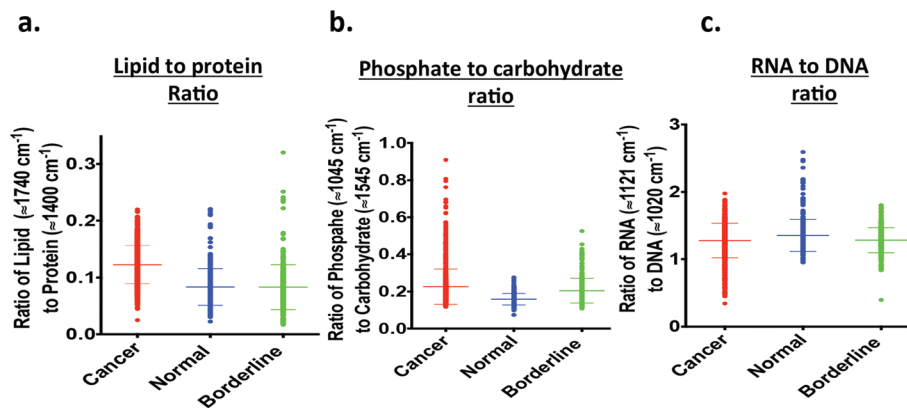 a.
Lipid to protein
Ratio
Ratio of Lipid (≈1740 cm-1)
to Protein (≈1400 cm-1)
0.3
0.2
0.1
0.0
Cancer
Normal
Borderline
b.
Phosphate to carbohydrate
ratio
Ratio of Phospahe (≈1045 cm-1)
to Carbohydrate (≈1545 cm-1)
1.0
0.8
0.6
0.4
0.2
0.0
Cancer
Normal
Borderline
c.
RNA to DNA
ratio
Ratio of RNA (≈1121 cm-1)
to DNA (≈1020 cm-1)
3
2
1
0
Cancer
Normal
Borderline